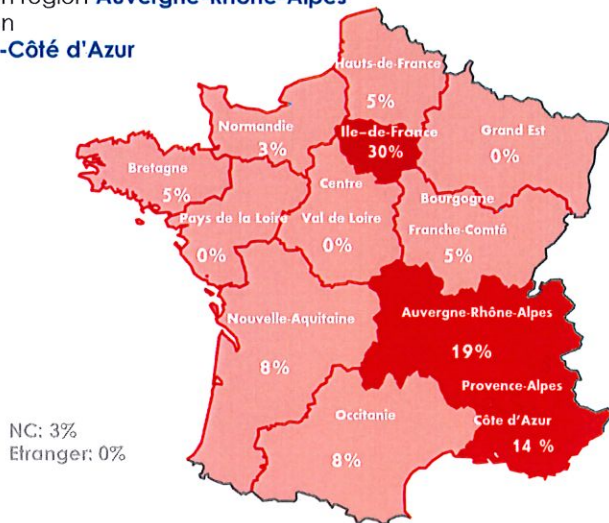 n région Auvergne-Rhône-Alpes
n
-Côté d'Azur
Hauts-de-France
5%
Normandie
3%
Ile-de-France
30%
Grand Est
0%
Bretagne
5%
Centre
Val de Loire
0%
Bourgogne
Franche-Comté
5%
Pays de la Loire
0%
Auvergne-Rhône-Alpes
19%
Nouvelle-Aquitaine
8%
Provence-Alpes
Côte d'Azur
14 %
Occitanie
8%
NC: 3%
Etranger: 0%